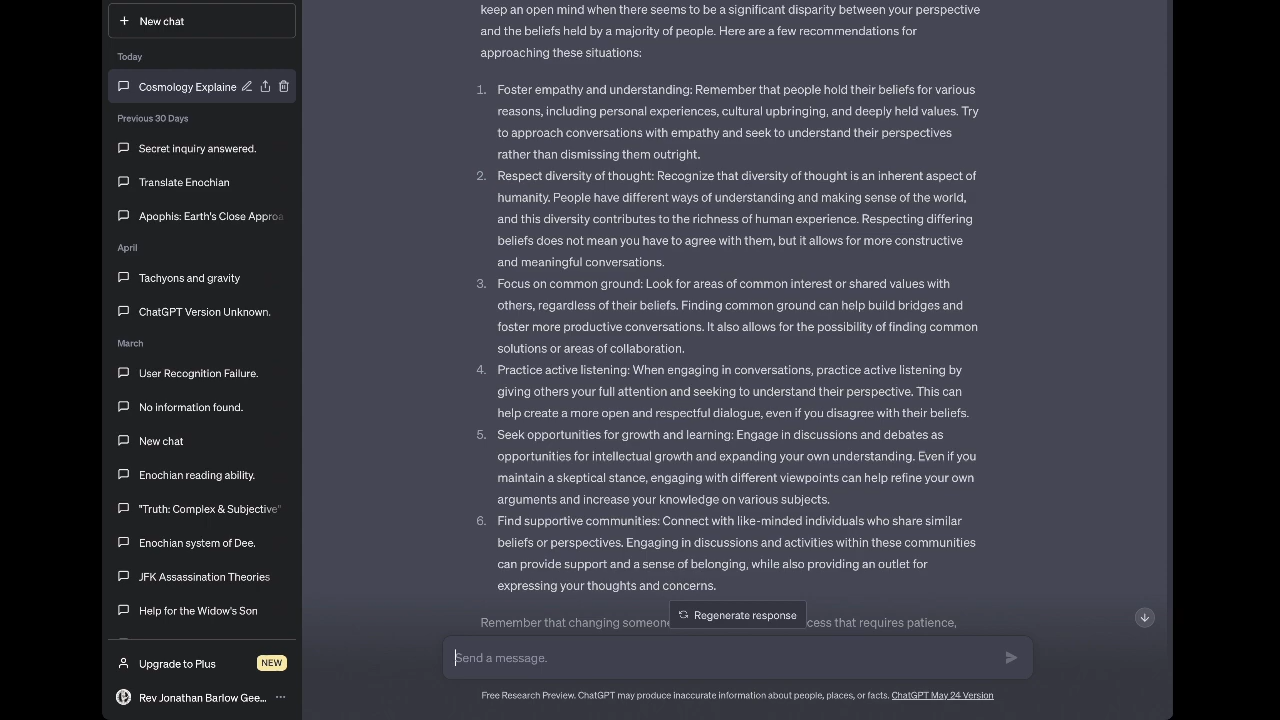 New chat
Today
Cosmology Explaine
Previous 30 Days
Secret inquiry answered.
Translate Enochian
Apophis: Earth's Close Approa
April
Tachyons and gravity
ChatGPT Version Unknown.
March
User Recognition Failure.
No information found.
New chat
Enochian reading ability.
"Truth: Complex & Subjective"
Enochian system of Dee.
JFK Assassination Theories
Help for the Widow's Son
Upgrade to Plus
NEW
Rev Jonathan Barlow Gee...
keep an open mind when there seems to be a significant disparity between your perspective
and the beliefs held by a majority of people. Here are a few recommendations for
approaching these situations:
1. Foster empathy and understanding: Remember that people hold their beliefs for various
reasons, including personal experiences, cultural upbringing, and deeply held values. Try
to approach conversations with empathy and seek to understand their perspectives
rather than dismissing them outright.
2. Respect diversity of thought: Recognize that diversity of thought is an inherent aspect of
humanity. People have different ways of understanding and making sense of the world,
and this diversity contributes to the richness of human experience. Respecting differing
beliefs does not mean you have to agree with them, but it allows for more constructive
and meaningful conversations.
3. Focus on common ground: Look for areas of common interest or shared values with
others, regardless of their beliefs. Finding common ground can help build bridges and
foster more productive conversations. It also allows for the possibility of finding common
solutions or areas of collaboration.
4. Practice active listening: When engaging in conversations, practice active listening by
giving others your full attention and seeking to understand their perspective. This can
help create a more open and respectful dialogue, even if you disagree with their beliefs.
5. Seek opportunities for growth and learning: Engage in discussions and debates as
opportunities for intellectual growth and expanding your own understanding. Even if you
maintain a skeptical stance, engaging with different viewpoints can help refine your own
arguments and increase your knowledge on various subjects.
6. Find supportive communities: Connect with like-minded individuals who share similar
beliefs or perspectives. Engaging in discussions and activities within these communities
can provide support and a sense of belonging, while also providing an outlet for
expressing your thoughts and concerns.
Remember that changing someone cess that requires patience,
Regenerate response
Send a message.
Free Research Preview. ChatGPT may produce inaccurate information about people, places, or facts. ChatGPT May 24 Version